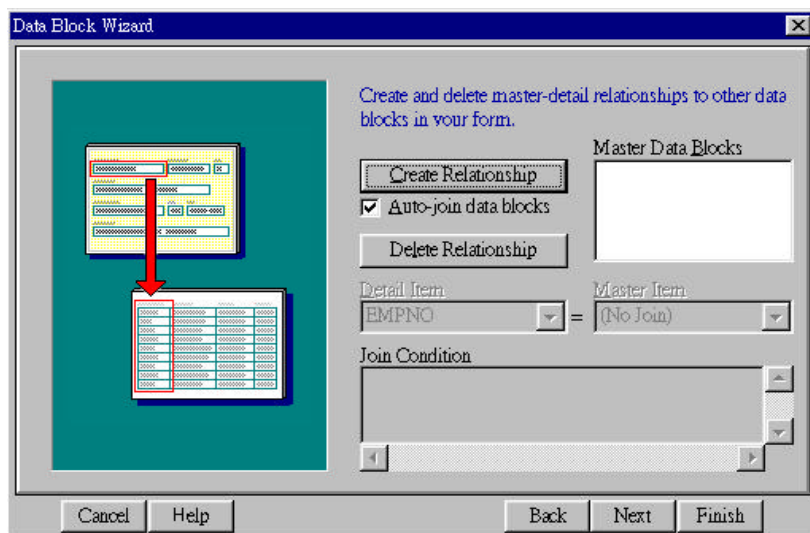 Data Block Wizard
Create and delete master-detail relationships to other data
blocks in your form.
Master Data Blocks
Create Relationship
Auto-join data blocks
Delete Relationship
Detail Item
Master Item
EMPNO
=
(No Join)
Join Condition
Cancel
Help
Back
Next
Finish